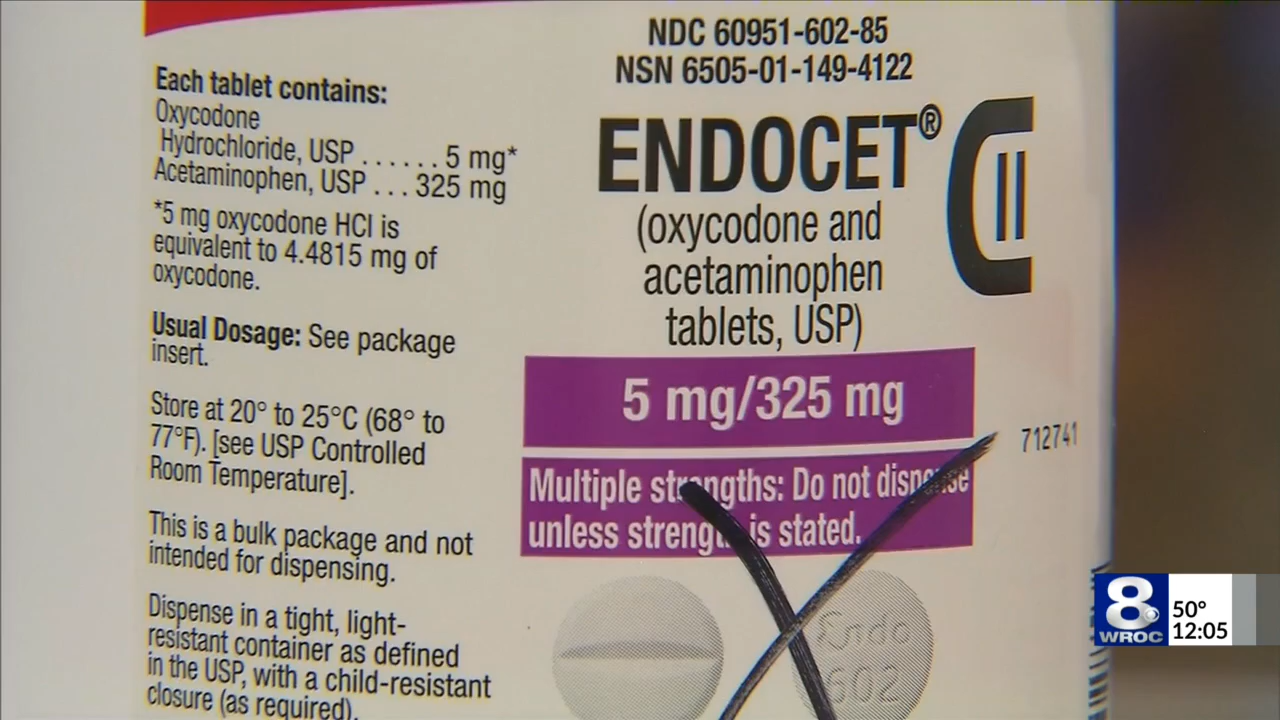 Each tablet contains:
Oxycodone
Hydrochloride, USP ...... 5 mg*
Acetaminophen, USP ... 325 mg
*5 mg oxycodone HCl is
equivalent to 4.4815 mg of
oxycodone.
Usual Dosage: See package
insert.
Store at 20° to 25°C (68° to
77°F). [see USP Controlled
Room Temperature].
This is a bulk package and not
intended for dispensing.
Dispense in a tight, light-
resistant container as defined
in the USP, with a child-resistant
closure (as required).
NDC 60951-602-85
NSN 6505-01-149-4122
ENDOCET®
CII
(oxycodone and
acetaminophen
tablets, USP)
5 mg/325 mg
712741
Multiple strengths: Do not dispense
unless strength is stated.
Endo
602
8
WROC
50°
12:05